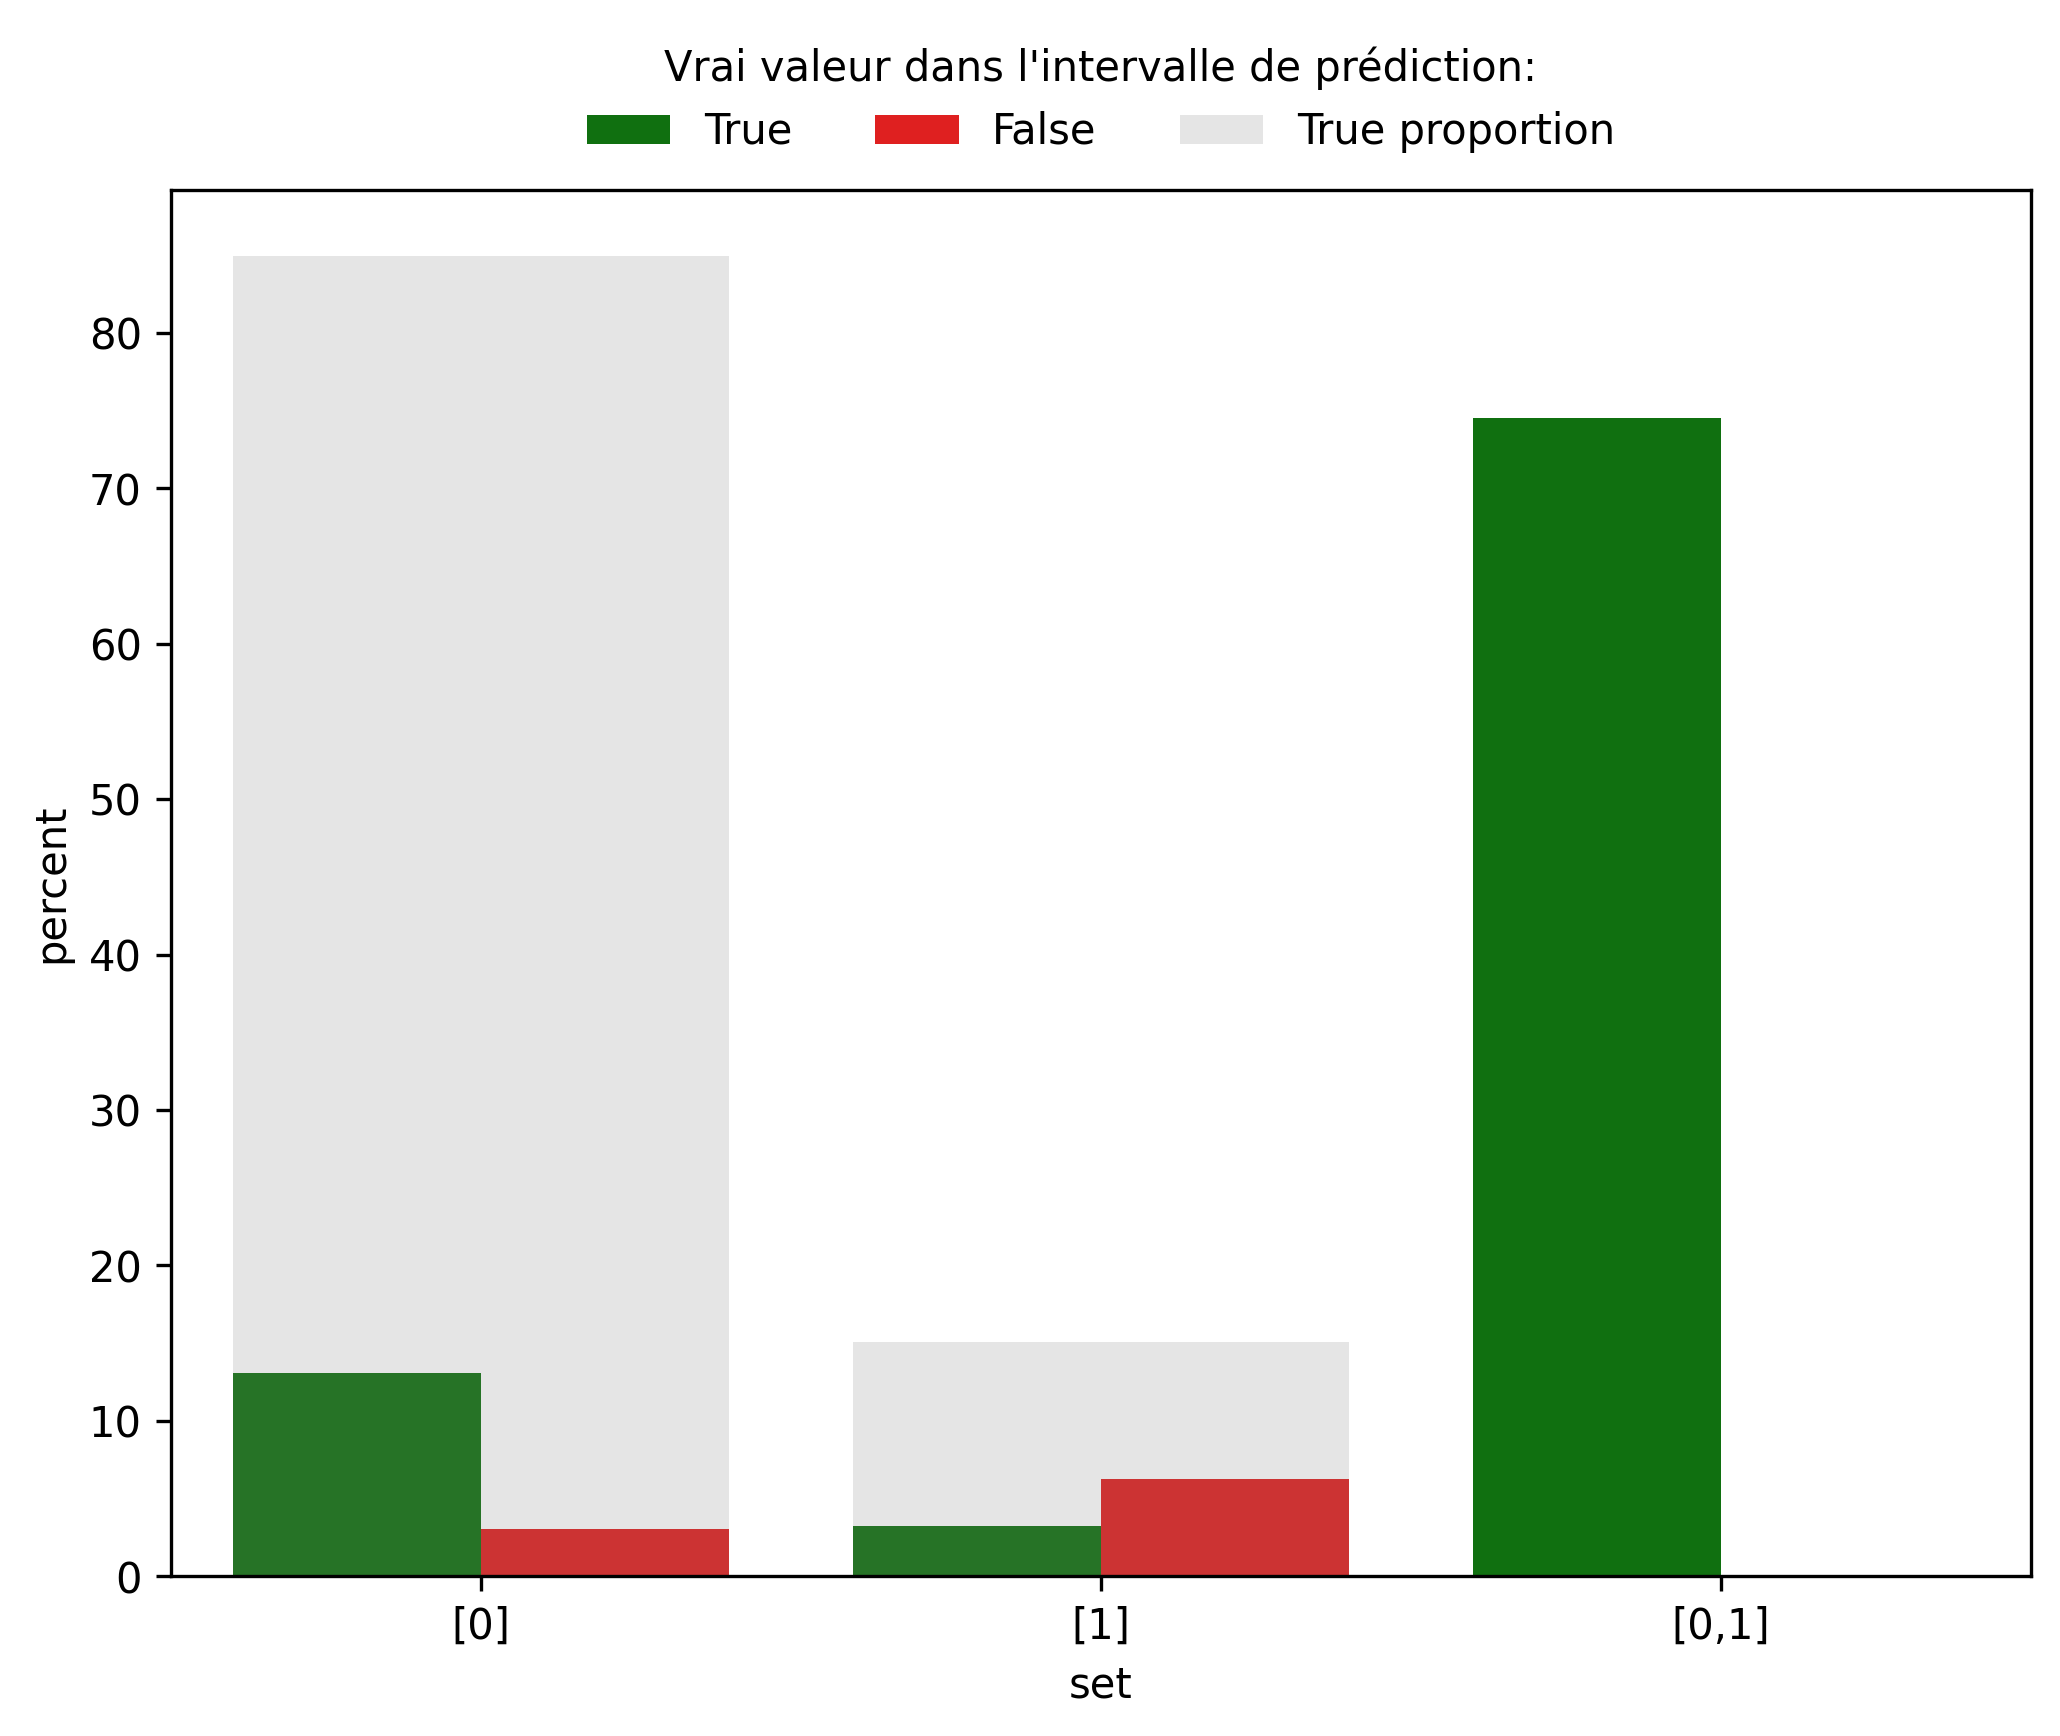 Vrai valeur dans l'intervalle de prédiction:
True False True proportion
80
70
60
50
40
30
20
10
0
percent
[0] [1] [0,1]
set